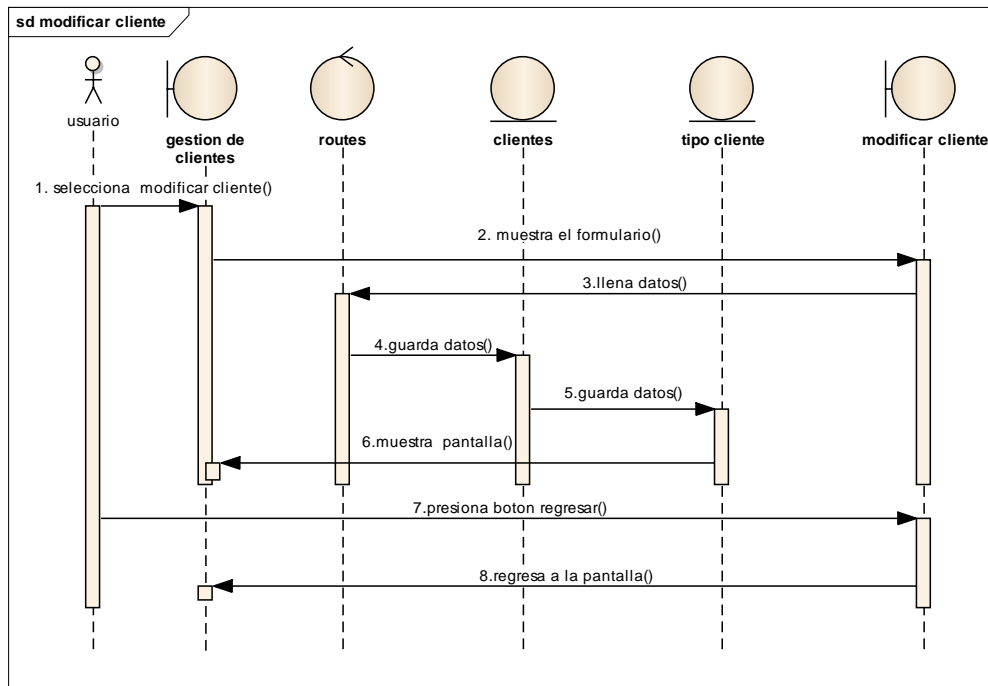 sd modificar cliente
usuario
gestion de
clientes
routes
clientes
tipo cliente
modificar cliente
1. selecciona modificar cliente()
2. muestra el formulario()
3.llena datos()
4.guarda datos()
5.guarda datos()
6.muestra pantalla()
7.presiona boton regresar()
8.regresa a la pantalla()